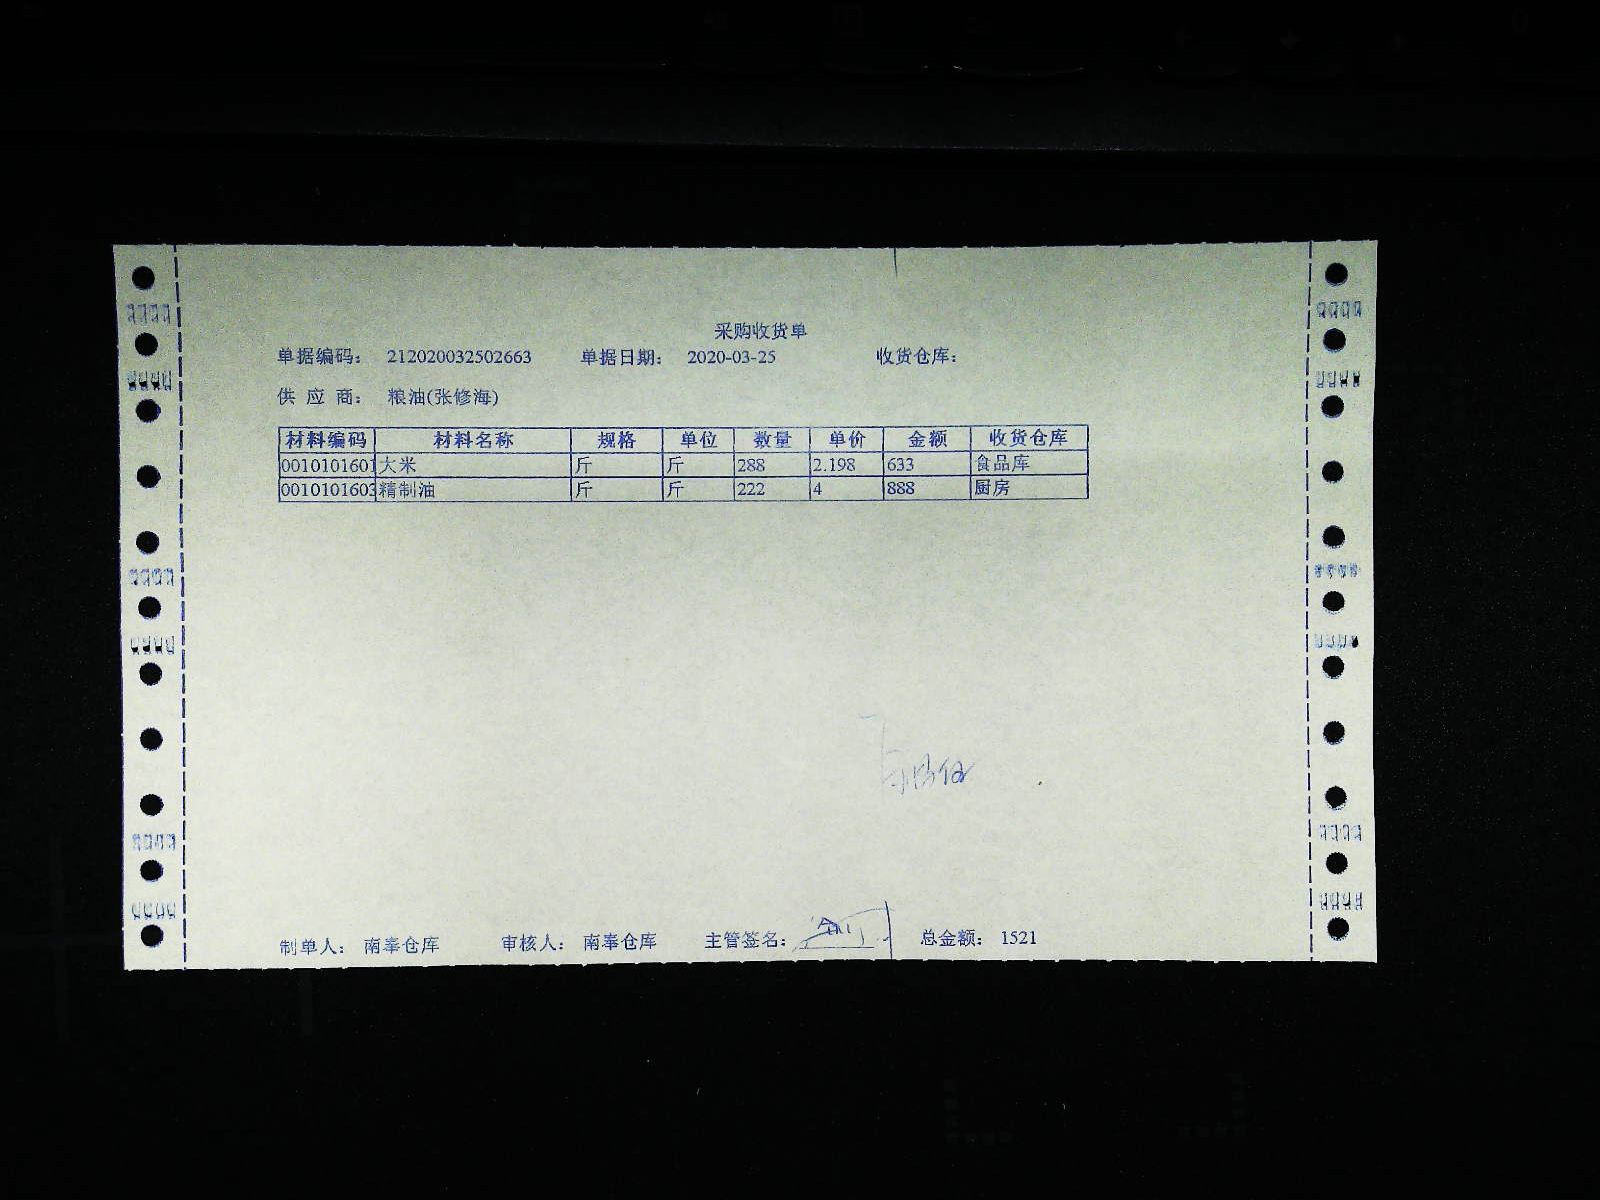 采购收货单
单据编码: 212020032502663 单据日期: 2020-03-25 收货仓库:
供 应 商: 粮油(张修海)
材料编码 材料名称 规格 单位 数量 单价 金额 收货仓库
0010101601 大米 斤 斤 288 2.198 633 食品库
0010101603 精制油 斤 斤 222 4 888 厨房
制单人: 南奉仓库 审核人: 南奉仓库 主管签名: 总金额: 1521